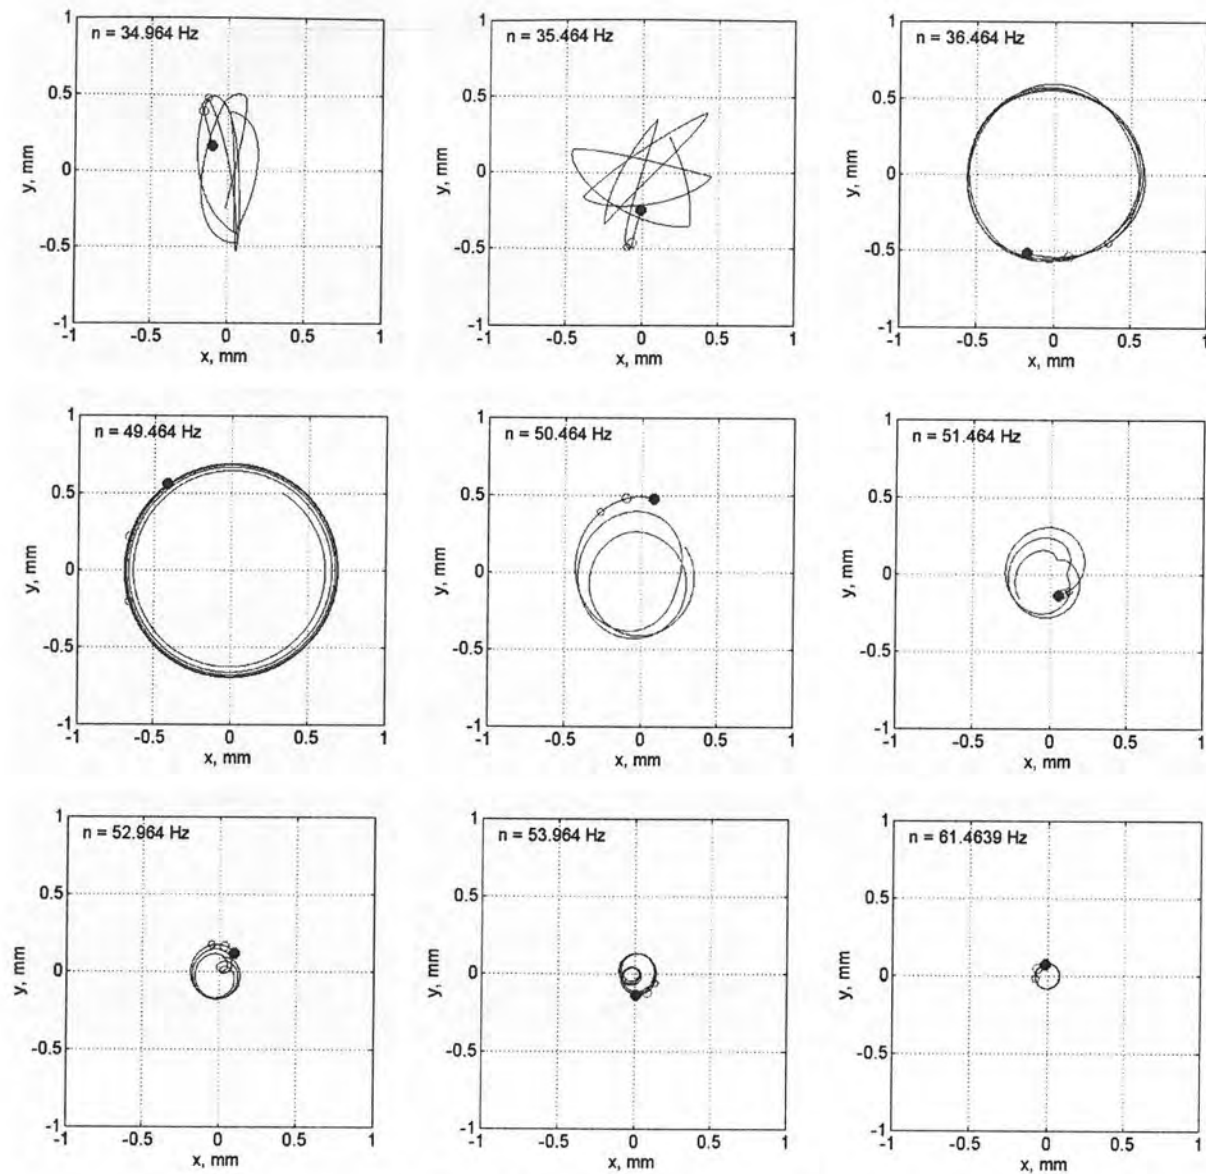 1
n = 34.964 Hz
0.5
0
-0.5
-1
y, mm
-1 -0.5 0 0.5 1
x, mm
1
n = 35.464 Hz
0.5
0
-0.5
-1
y, mm
-1 -0.5 0 0.5 1
x, mm
1
n = 36.464 Hz
0.5
0
-0.5
-1
y, mm
-1 -0.5 0 0.5 1
x, mm
1
n = 49.464 Hz
0.5
0
-0.5
-1
y, mm
-1 -0.5 0 0.5 1
x, mm
1
n = 50.464 Hz
0.5
0
-0.5
-1
y, mm
-1 -0.5 0 0.5 1
x, mm
1
n = 51.464 Hz
0.5
0
-0.5
-1
y, mm
-1 -0.5 0 0.5 1
x, mm
1
n = 52.964 Hz
0.5
0
-0.5
-1
y, mm
-1 -0.5 0 0.5 1
x, mm
1
n = 53.964 Hz
0.5
0
-0.5
-1
y, mm
-1 -0.5 0 0.5 1
x, mm
1
n = 61.4639 Hz
0.5
0
-0.5
-1
y, mm
-1 -0.5 0 0.5 1
x, mm